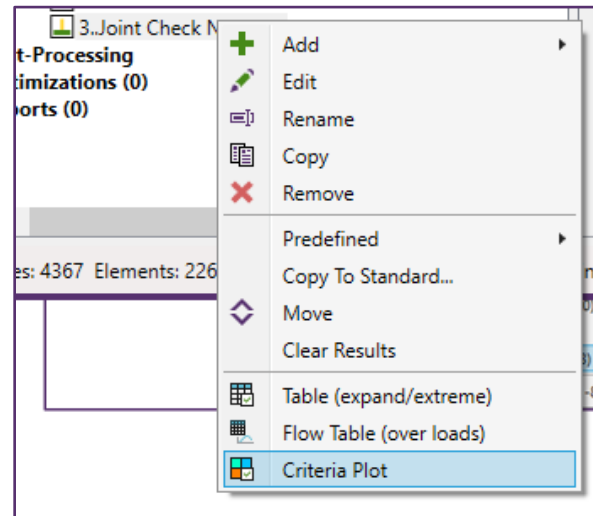 3..Joint Check N
t-Processing
timizations (0)
orts (0)
es: 4367 Elements: 226
Add
Edit
Rename
Copy
Remove
Predefined
Copy To Standard...
Move
Clear Results
Table (expand/extreme)
Flow Table (over loads)
Criteria Plot